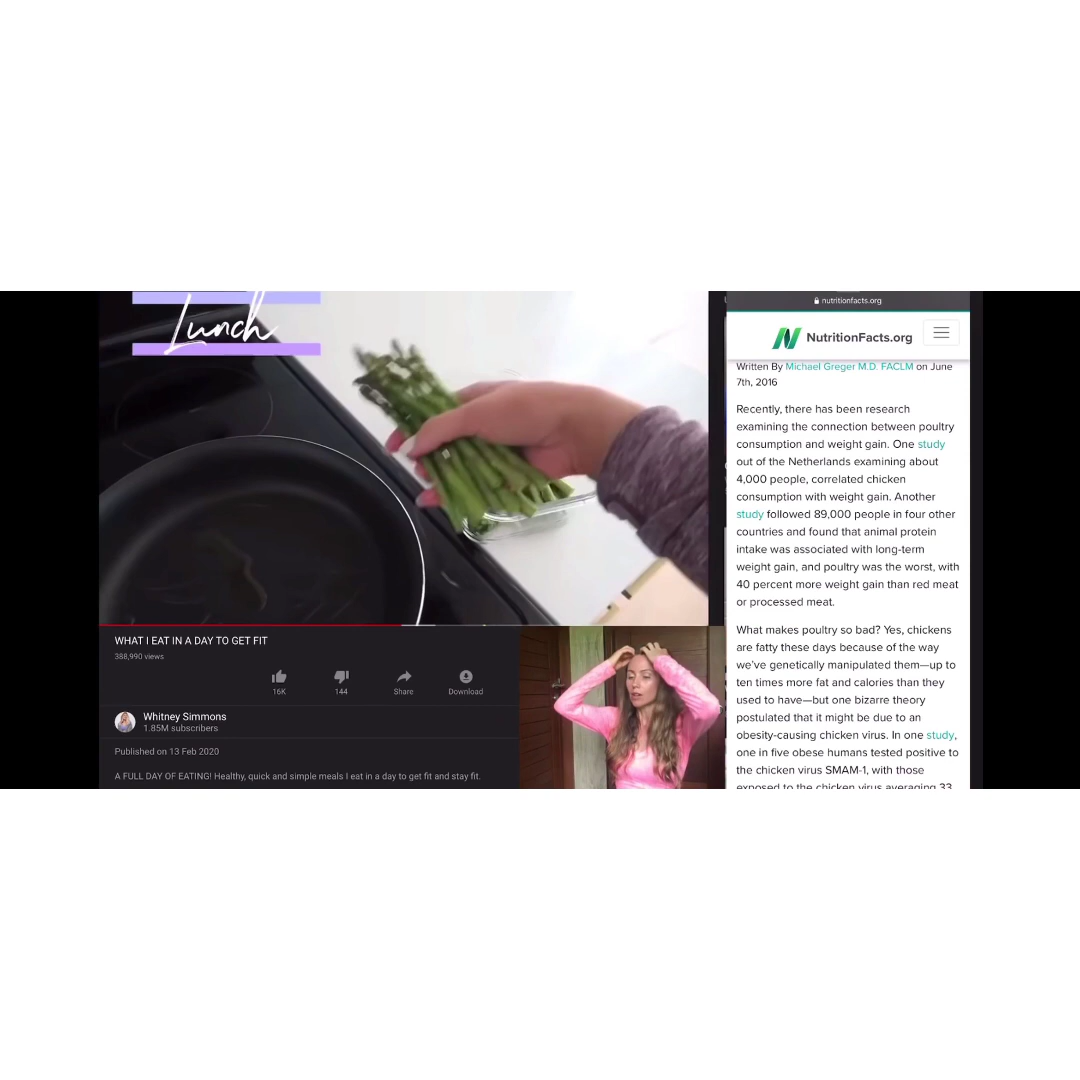 Lunch
WHAT I EAT IN A DAY TO GET FIT
388,990 views
16K
144
Share
Download
Whitney Simmons
1.85M subscribers
Published on 13 Feb 2020
A FULL DAY OF EATING! Healthy, quick and simple meals I eat in a day to get fit and stay fit.
nutritionfacts.org
NutritionFacts.org
Written By Michael Greger M.D. FACLM on June
7th, 2016
Recently, there has been research
examining the connection between poultry
consumption and weight gain. One study
out of the Netherlands examining about
4,000 people, correlated chicken
consumption with weight gain. Another
study followed 89,000 people in four other
countries and found that animal protein
intake was associated with long-term
weight gain, and poultry was the worst, with
40 percent more weight gain than red meat
or processed meat.
What makes poultry so bad? Yes, chickens
are fatty these days because of the way
we've genetically manipulated them—up to
ten times more fat and calories than they
used to have—but one bizarre theory
postulated that it might be due to an
obesity-causing chicken virus. In one study,
one in five obese humans tested positive to
the chicken virus SMAM-1, with those
exposed to the chicken virus averaging 33